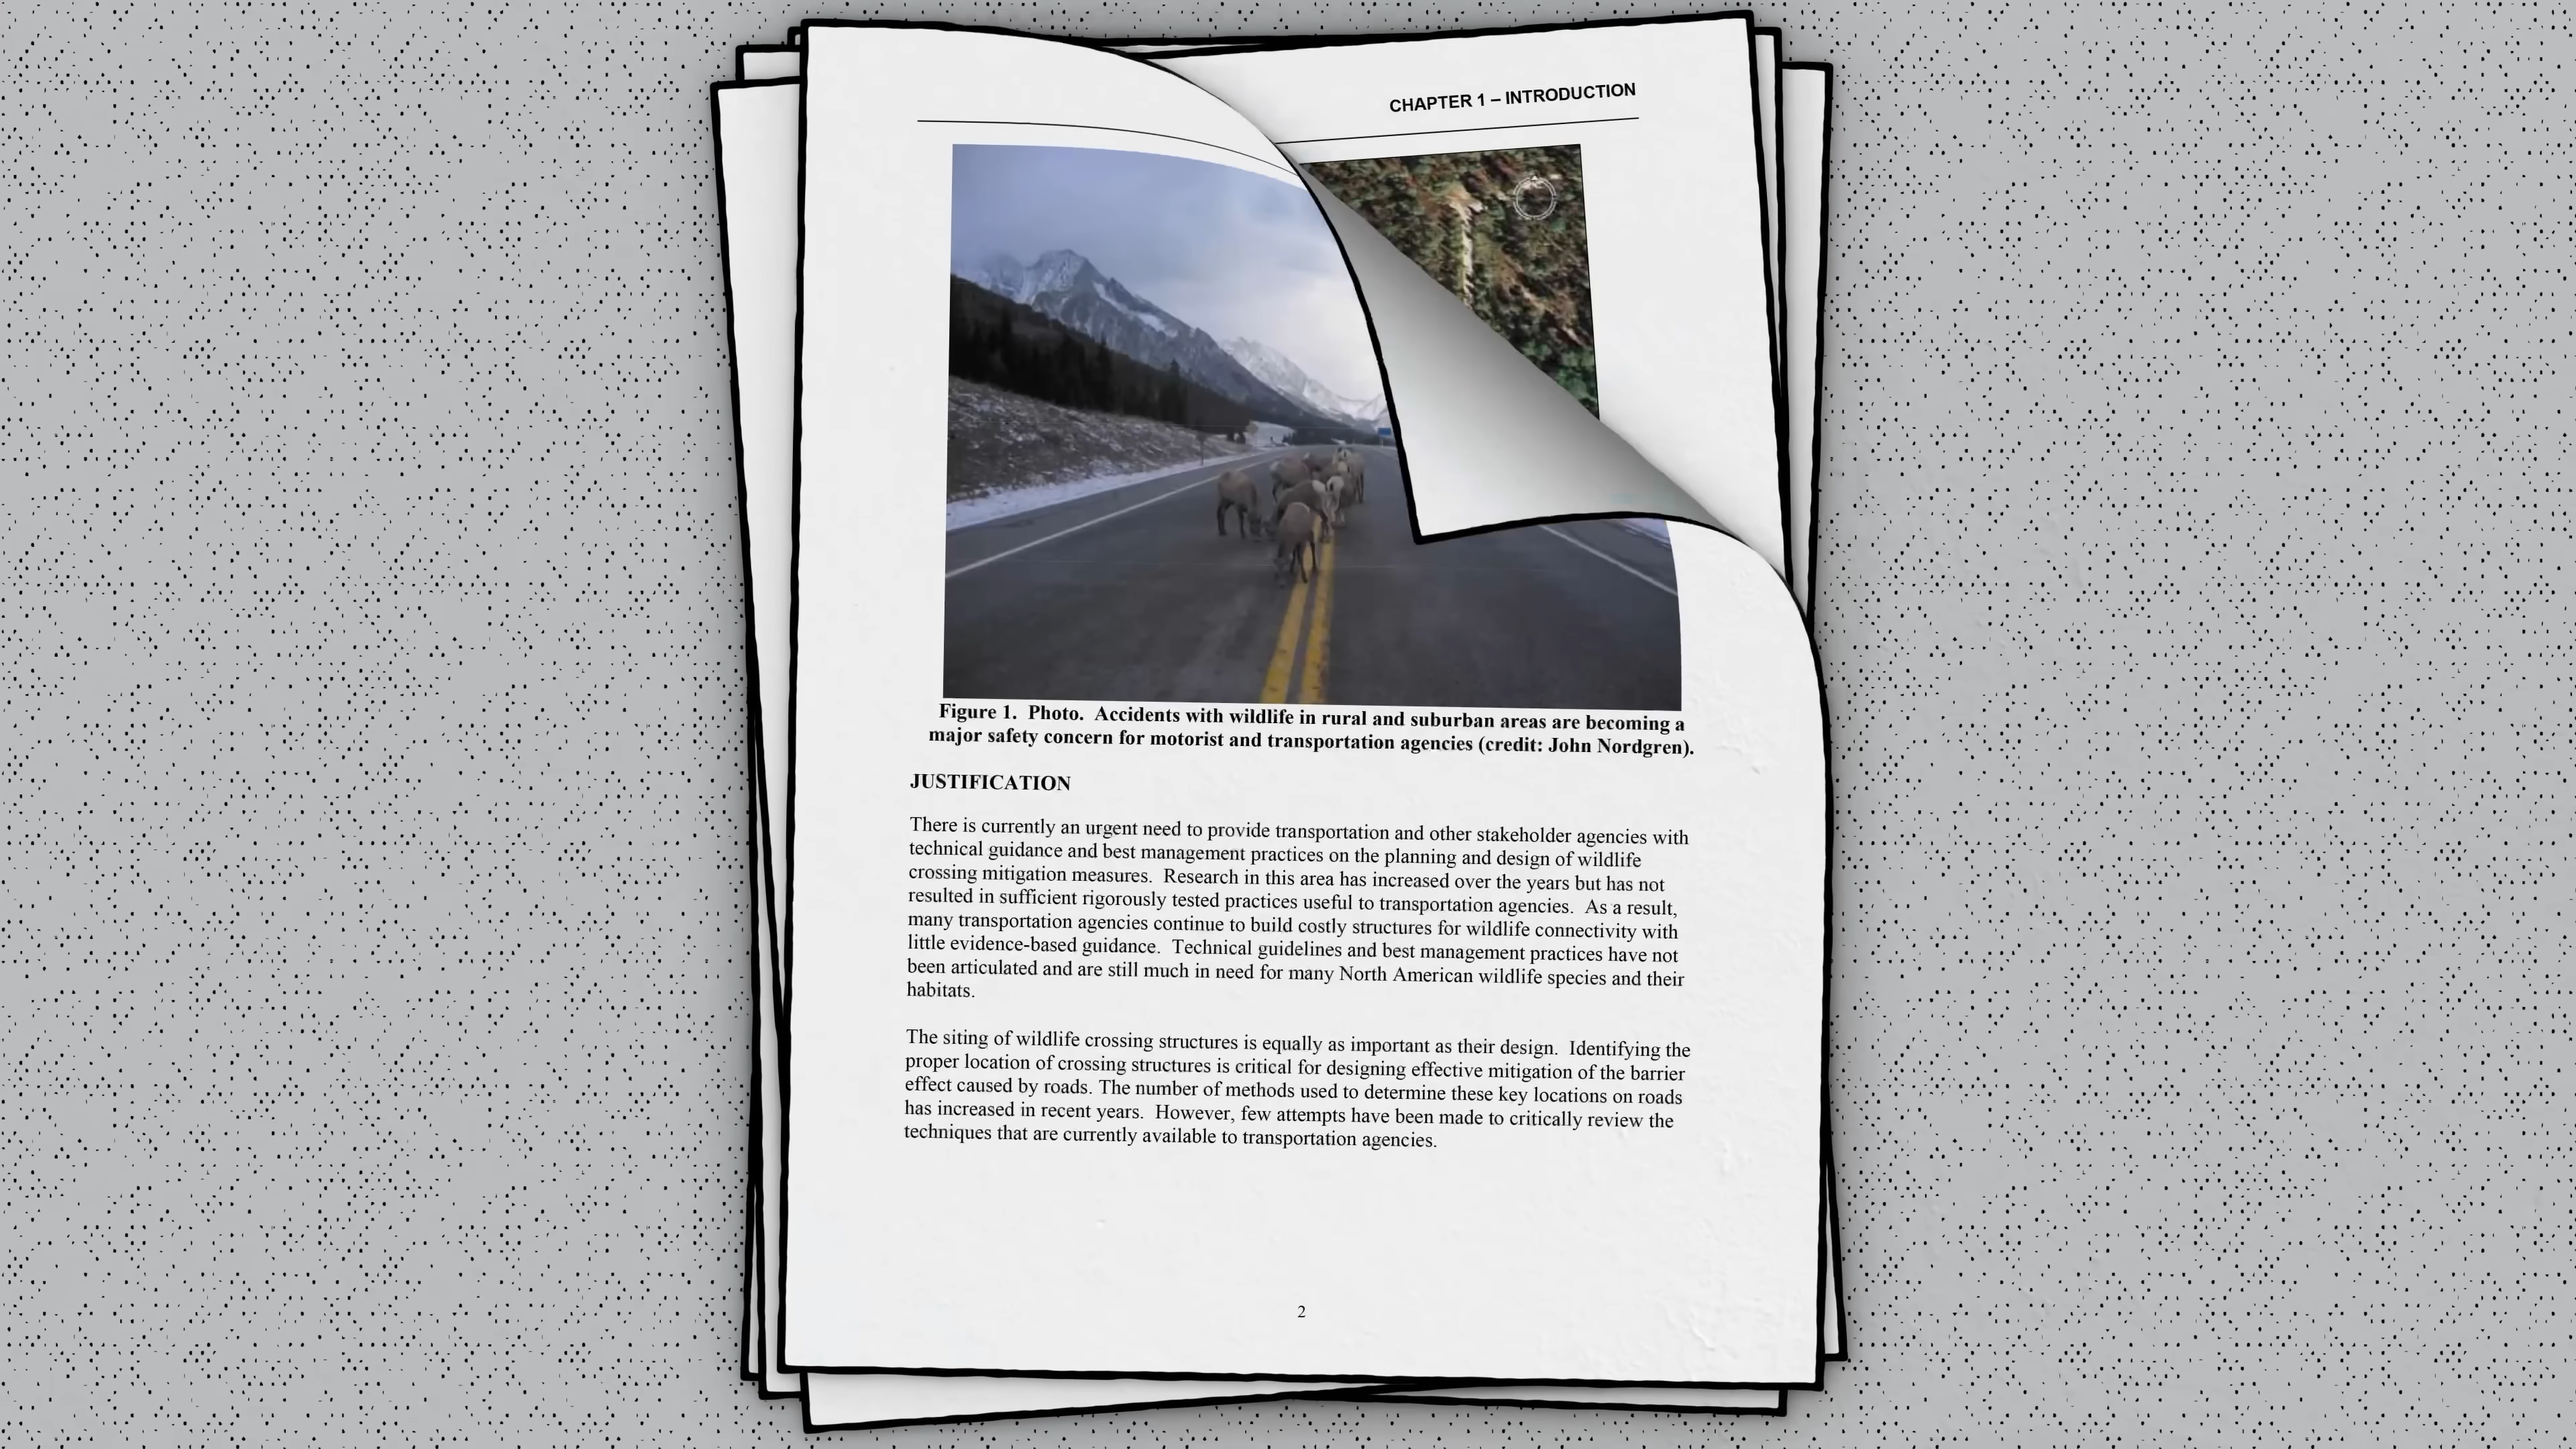 CHAPTER 1 – INTRODUCTION
Figure 1.  Photo.  Accidents with wildlife in rural and suburban areas are becoming a
major safety concern for motorist and transportation agencies (credit: John Nordgren).
JUSTIFICATION
There is currently an urgent need to provide transportation and other stakeholder agencies with
technical guidance and best management practices on the planning and design of wildlife
crossing mitigation measures.  Research in this area has increased over the years but has not
resulted in sufficient rigorously tested practices useful to transportation agencies.  As a result,
many transportation agencies continue to build costly structures for wildlife connectivity with
little evidence-based guidance.  Technical guidelines and best management practices have not
been articulated and are still much in need for many North American wildlife species and their
habitats.
The siting of wildlife crossing structures is equally as important as their design.  Identifying the
proper location of crossing structures is critical for designing effective mitigation of the barrier
effect caused by roads. The number of methods used to determine these key locations on roads
has increased in recent years.  However, few attempts have been made to critically review the
techniques that are currently available to transportation agencies.
2